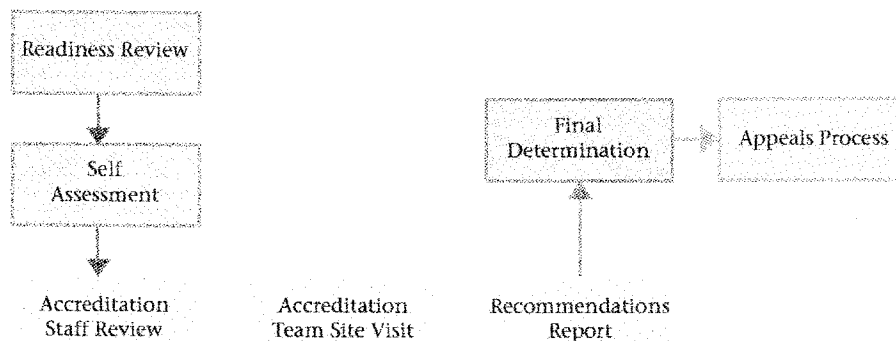 Readiness Review
Self
Assessment
Accreditation
Staff Review
Accreditation
Team Site Visit
Recommendations
Report
Final
Determination
Appeals Process